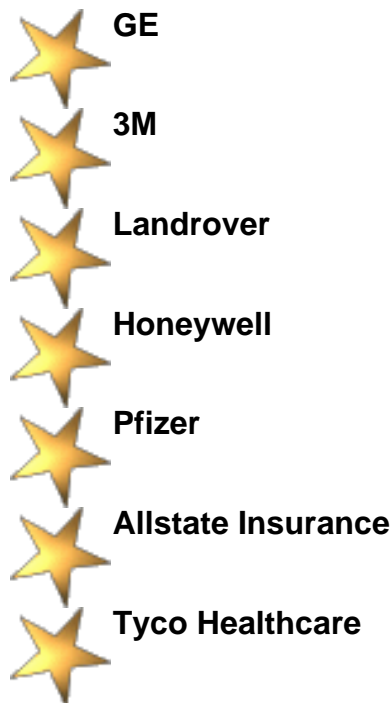 GE
3M
Landrover
Honeywell
Pfizer
Allstate Insurance
Tyco Healthcare